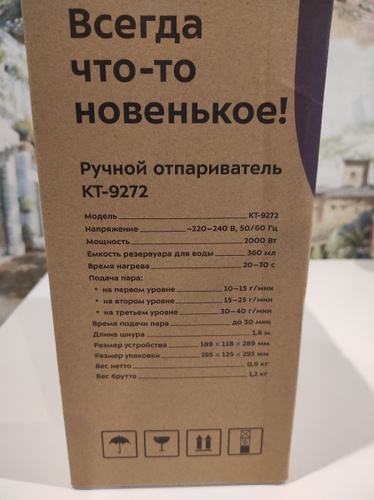 Всегда
что-то
новенькое!
Ручной отпариватель
КТ-9272
Модель КТ-9272
Напряжение ~220–240 В, 50/60 Гц
Мощность 2000 Вт
Емкость резервуара для воды 360 мл
Время нагрева 20–30 с
Подача пара:
• на первом уровне 10–15 г/мин
• на втором уровне 15–25 г/мин
• на третьем уровне 30–40 г/мин
Время подачи пара до 30 мин
Длина шнура 1,8 м
Размер устройства 189 × 118 × 289 мм
Размер упаковки 195 × 125 × 293 мм
Вес нетто 0,9 кг
Вес брутто 1,2 кг